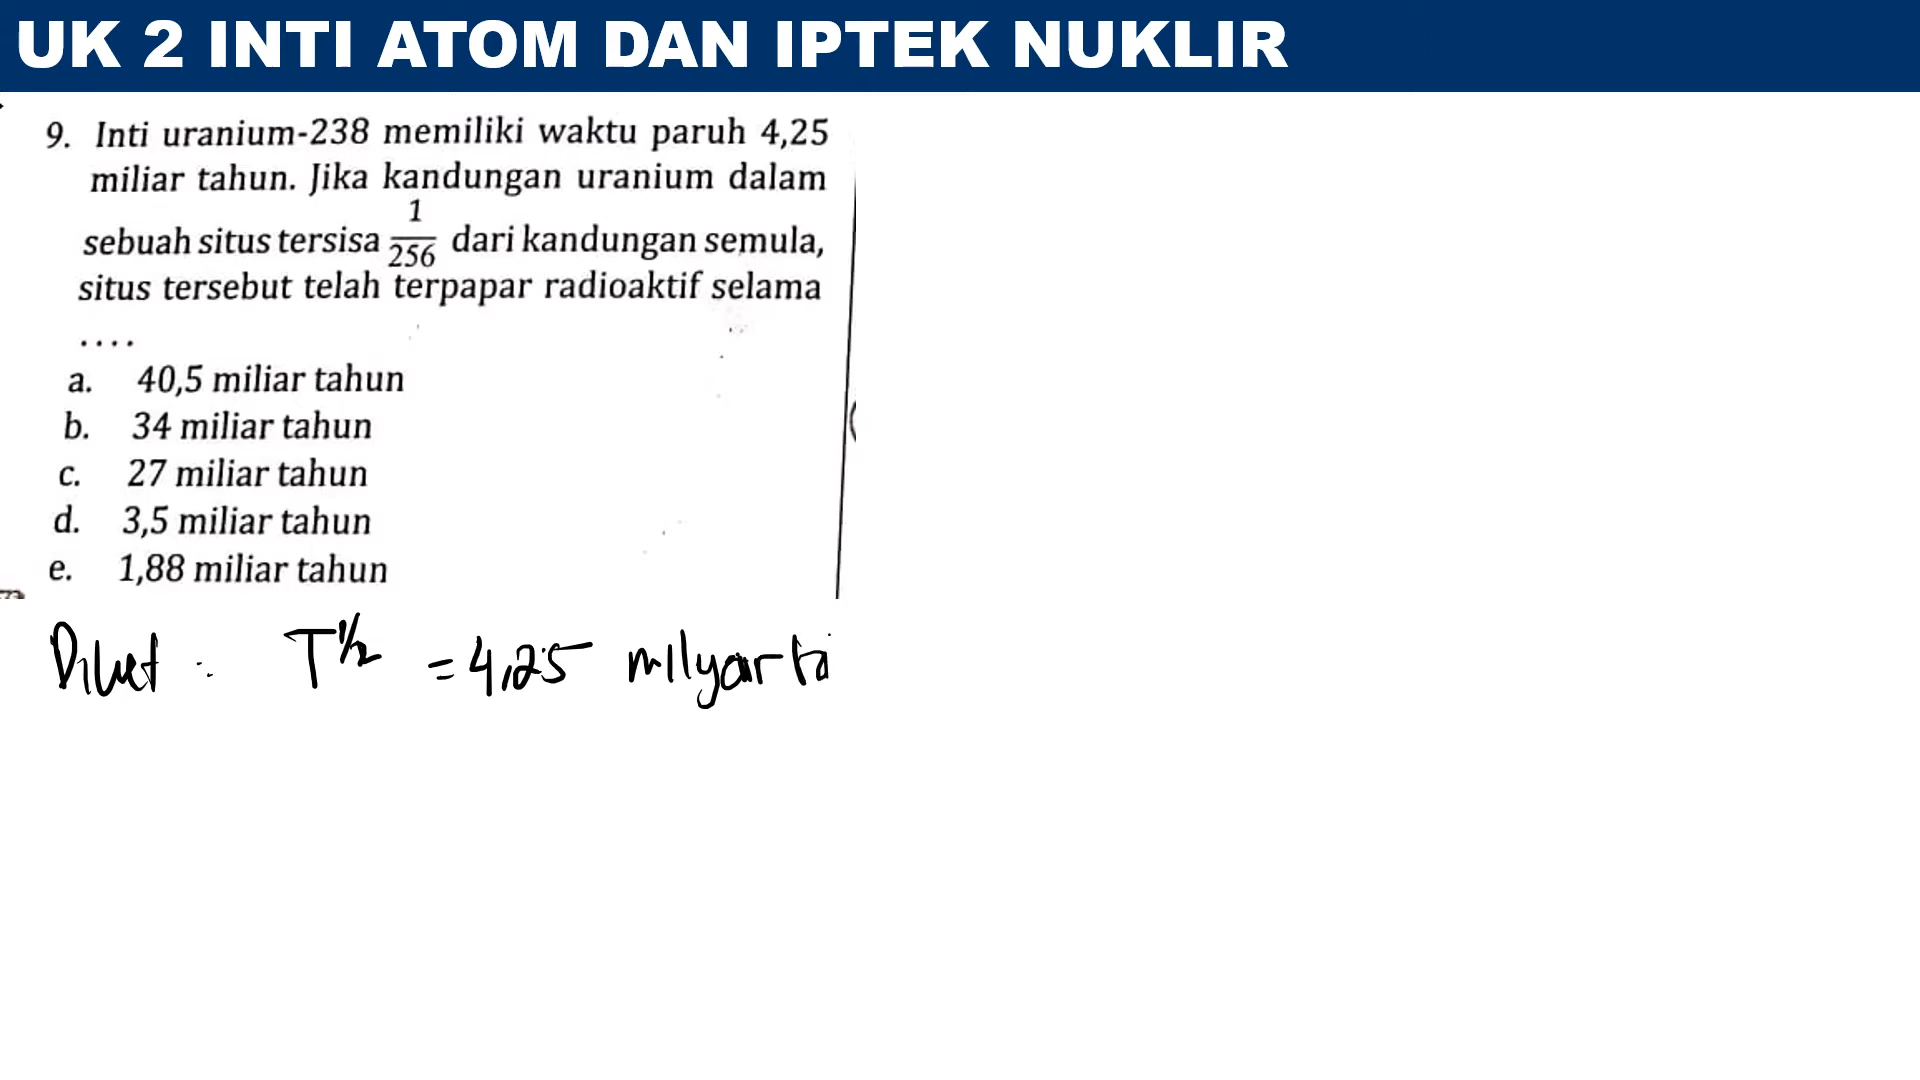 UK 2 INTI ATOM DAN IPTEK NUKLIR
9. Inti uranium-238 memiliki waktu paruh 4,25
miliar tahun. Jika kandungan uranium dalam
sebuah situs tersisa 1/256 dari kandungan semula,
situs tersebut telah terpapar radioaktif selama
....
a. 40,5 miliar tahun
b. 34 miliar tahun
c. 27 miliar tahun
d. 3,5 miliar tahun
e. 1,88 miliar tahun
: T 1/2 = 4,25 milyar